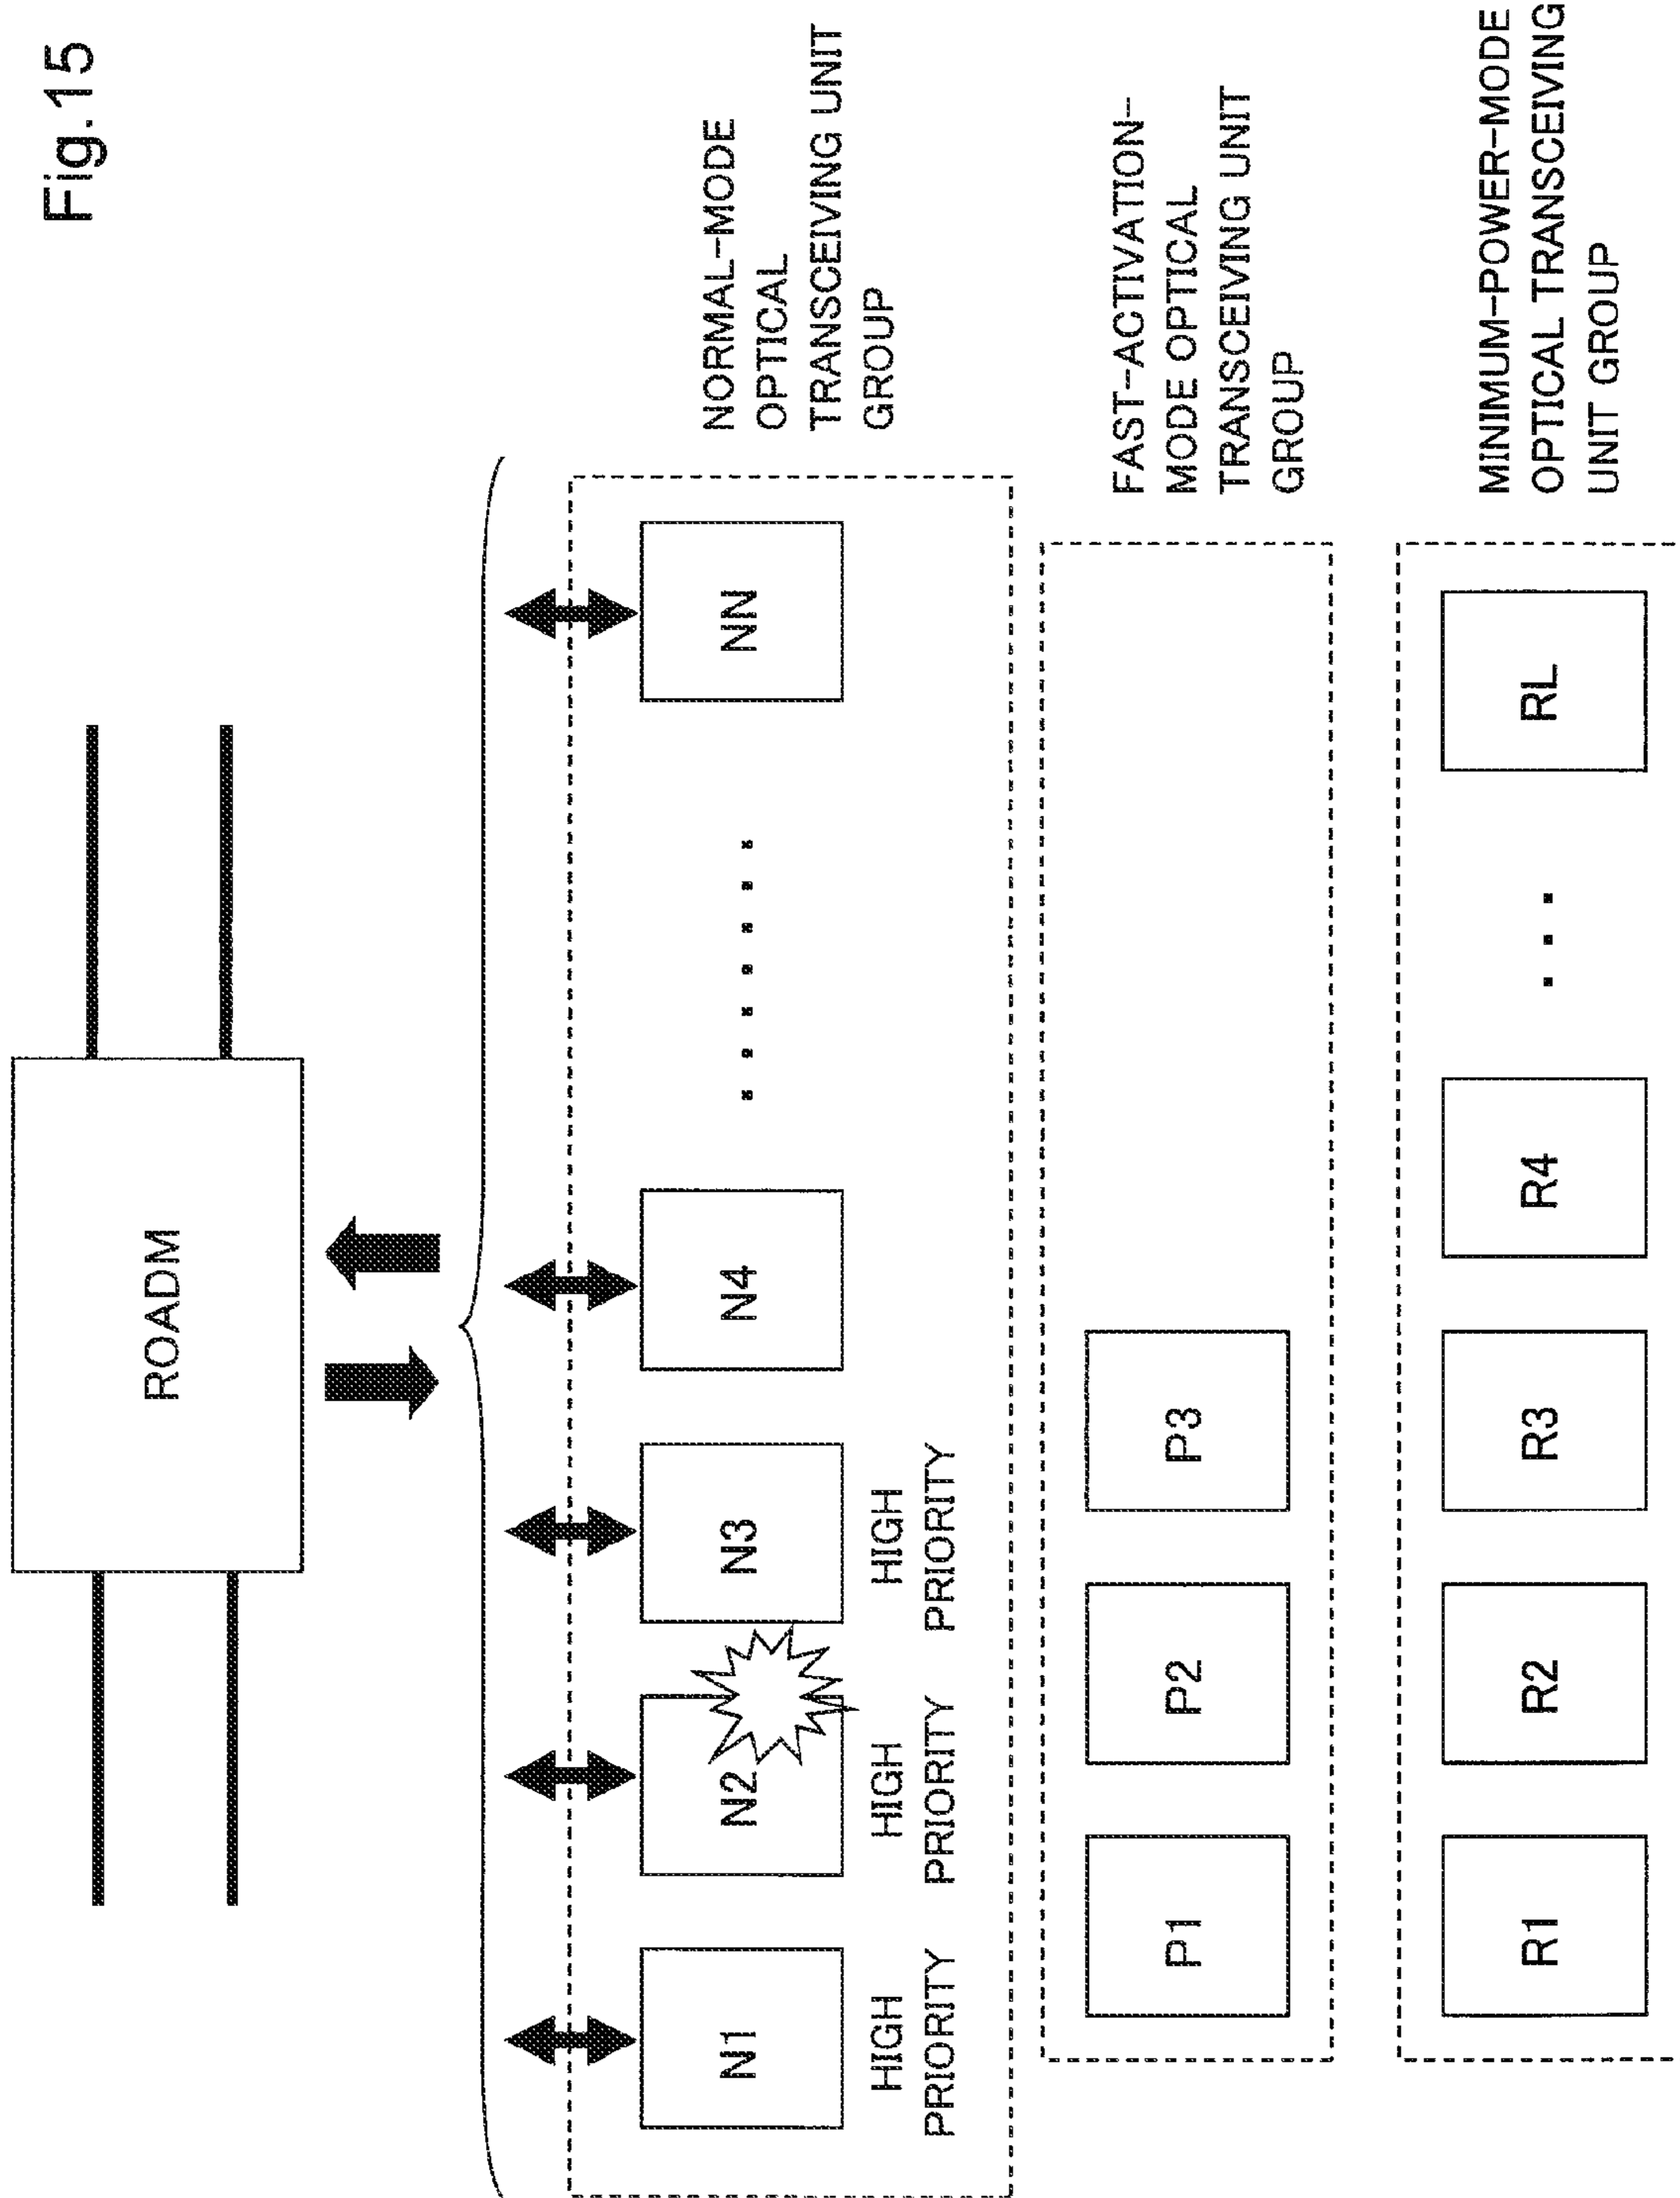 Fig.15
ROADM
N1
N2
N3
N4
. . . . . . .
NN
HIGH
PRIORITY
HIGH
PRIORITY
HIGH
PRIORITY
NORMAL-MODE
OPTICAL
TRANSCEIVING UNIT
GROUP
P1
P2
P3
FAST-ACTIVATION-
MODE OPTICAL
TRANSCEIVING UNIT
GROUP
R1
R2
R3
R4
. . .
RL
MINIMUM-POWER-MODE
OPTICAL TRANSCEIVING
UNIT GROUP